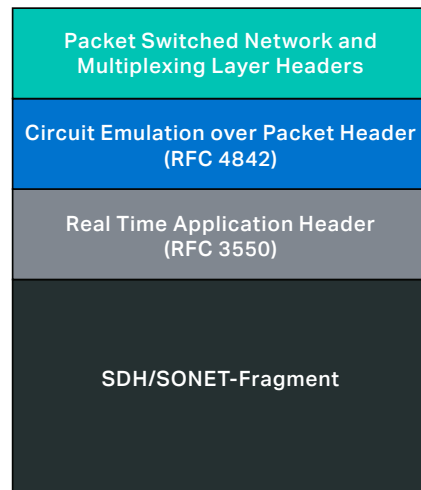 Packet Switched Network and
Multiplexing Layer Headers
Circuit Emulation over Packet Header
(RFC 4842)
Real Time Application Header
(RFC 3550)
SDH/SONET-Fragment